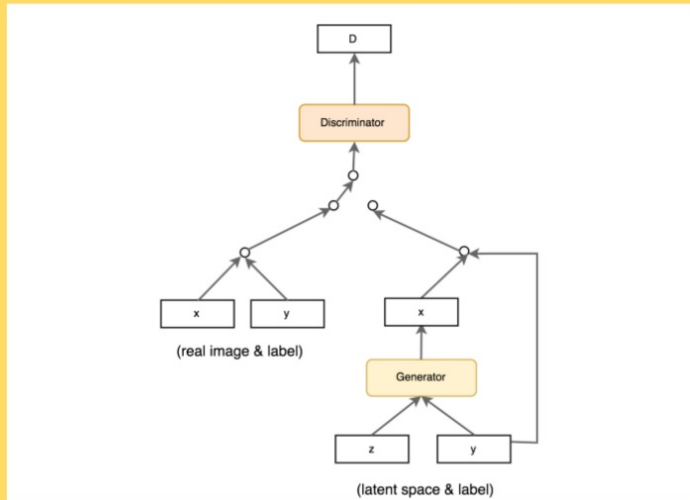 D
Discriminator
x
y
(real image & label)
x
Generator
z
y
(latent space & label)